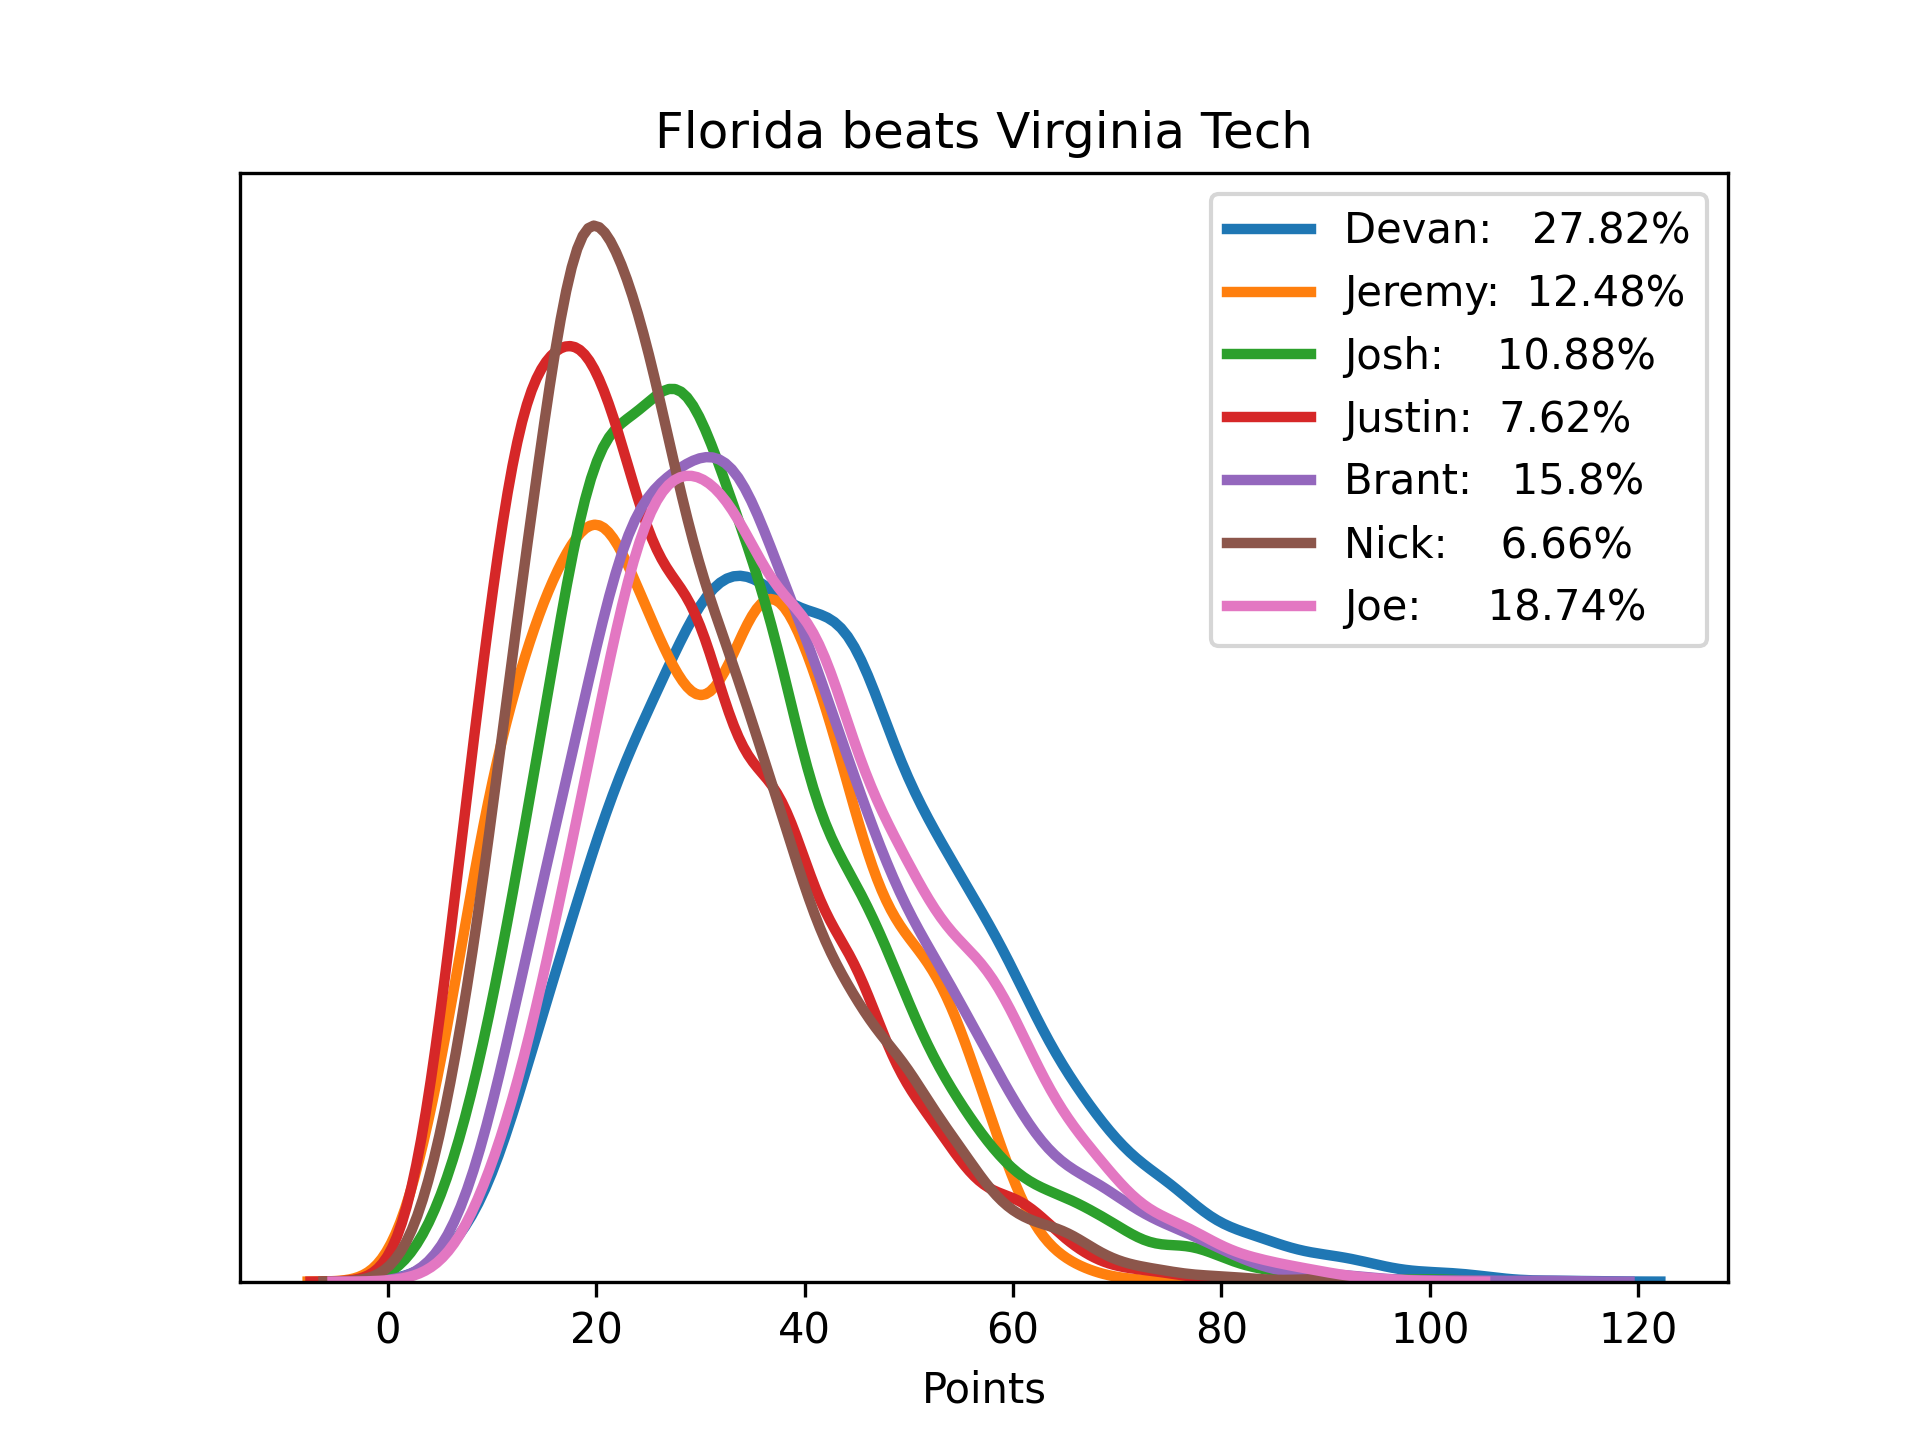 Florida beats Virginia Tech
Devan: 27.82%
Jeremy: 12.48%
Josh: 10.88%
Justin: 7.62%
Brant: 15.8%
Nick: 6.66%
Joe: 18.74%
0 20 40 60 80 100 120
Points